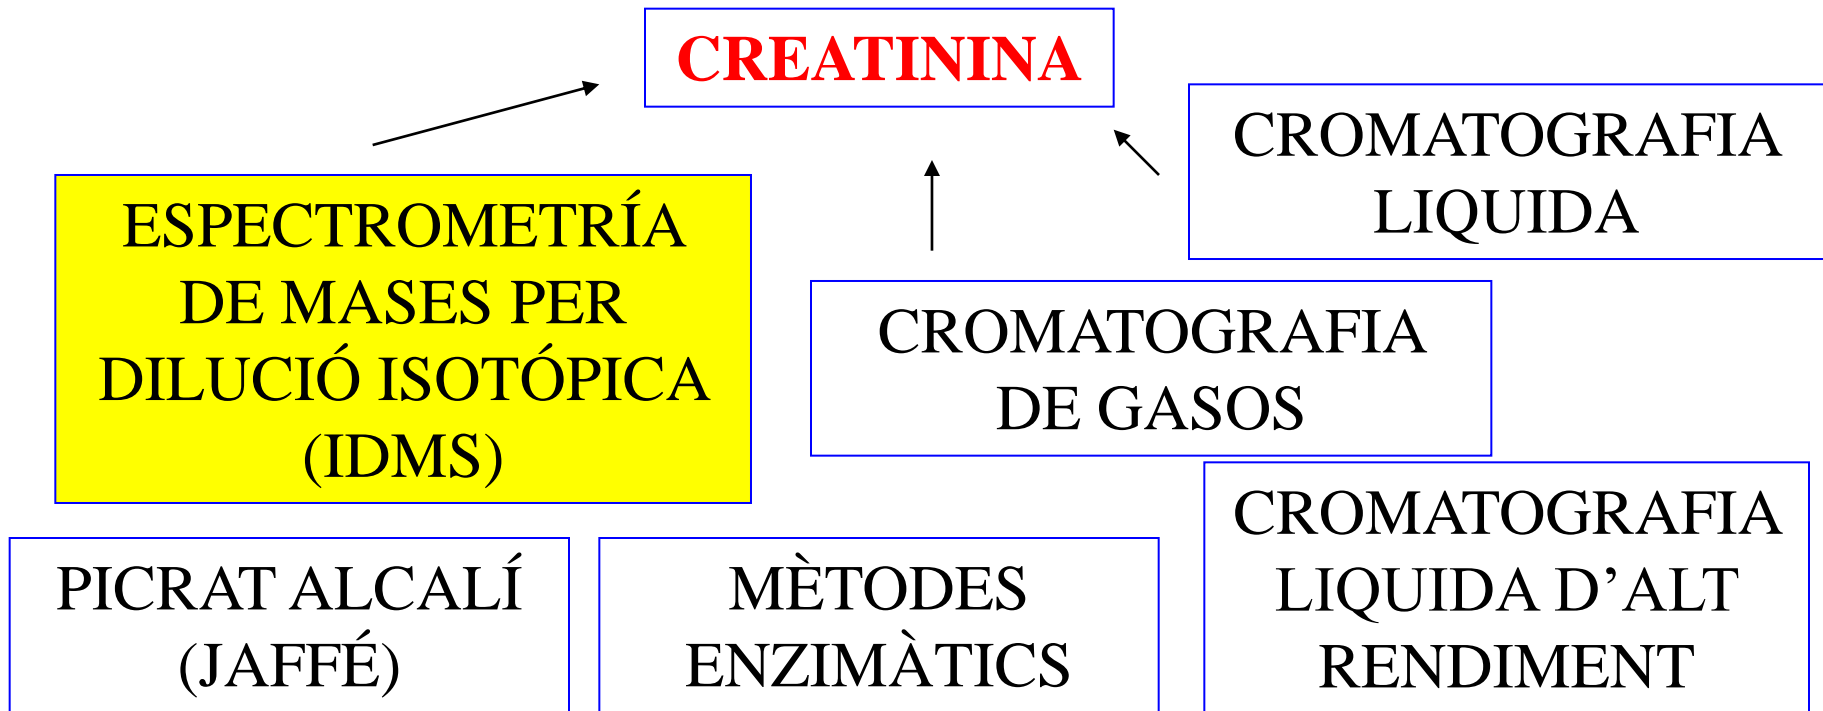 CREATININA
CROMATOGRAFIA
LIQUIDA
ESPECTROMETRÍA
DE MASES PER
DILUCIÓ ISOTÓPICA
(IDMS)
CROMATOGRAFIA
DE GASOS
PICRAT ALCALÍ
(JAFFÉ)
MÈTODES
ENZIMÀTICS
CROMATOGRAFIA
LIQUIDA D’ALT
RENDIMENT